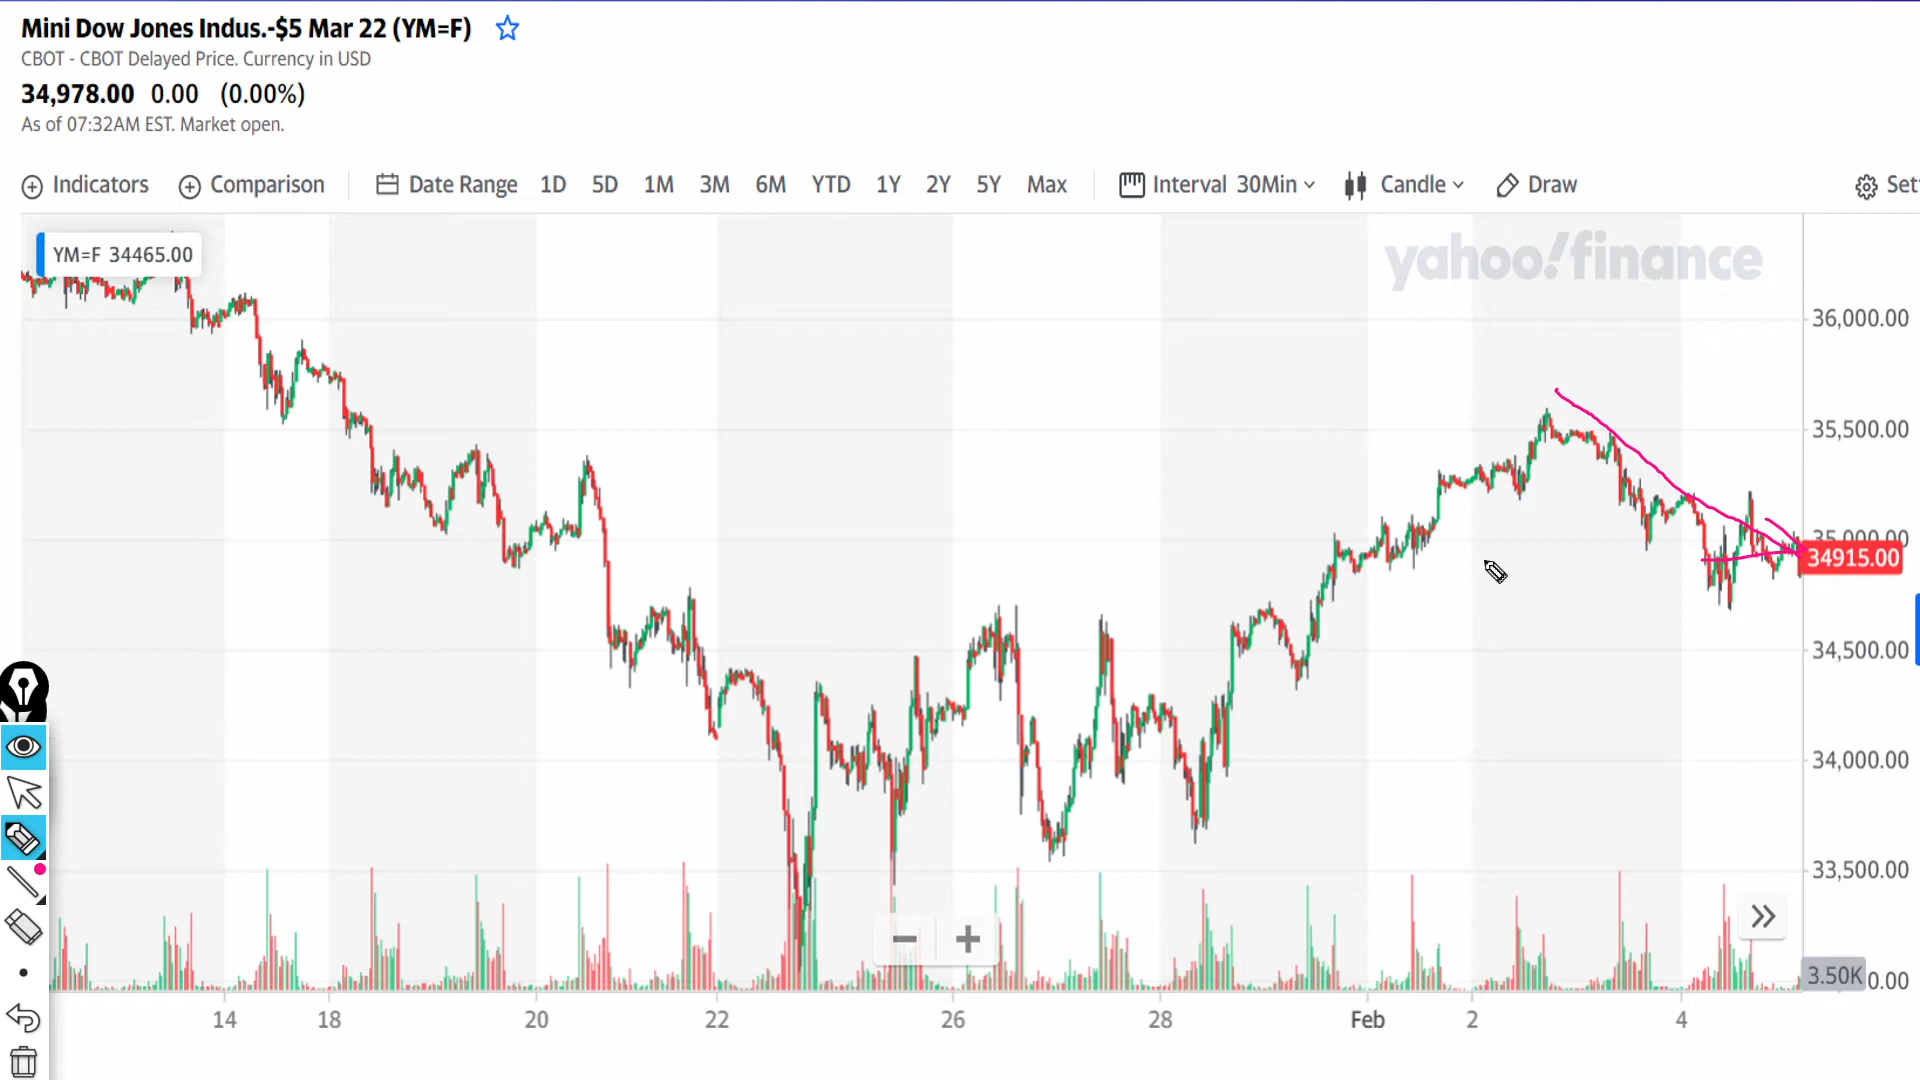 Mini Dow Jones Indus.-$5 Mar 22 (YM=F)
CBOT - CBOT Delayed Price. Currency in USD
34,978.00 0.00 (0.00%)
As of 07:32AM EST. Market open.
Indicators Comparison Date Range 1D 5D 1M 3M 6M YTD 1Y 2Y 5Y Max Interval 30Min Candle Draw Set
YM=F 34465.00
yahoo!finance
36,000.00
35,500.00
35,000.00
34915.00
34,500.00
34,000.00
33,500.00
3.50K 0.00
14 18 20 22 26 28 Feb 2 4